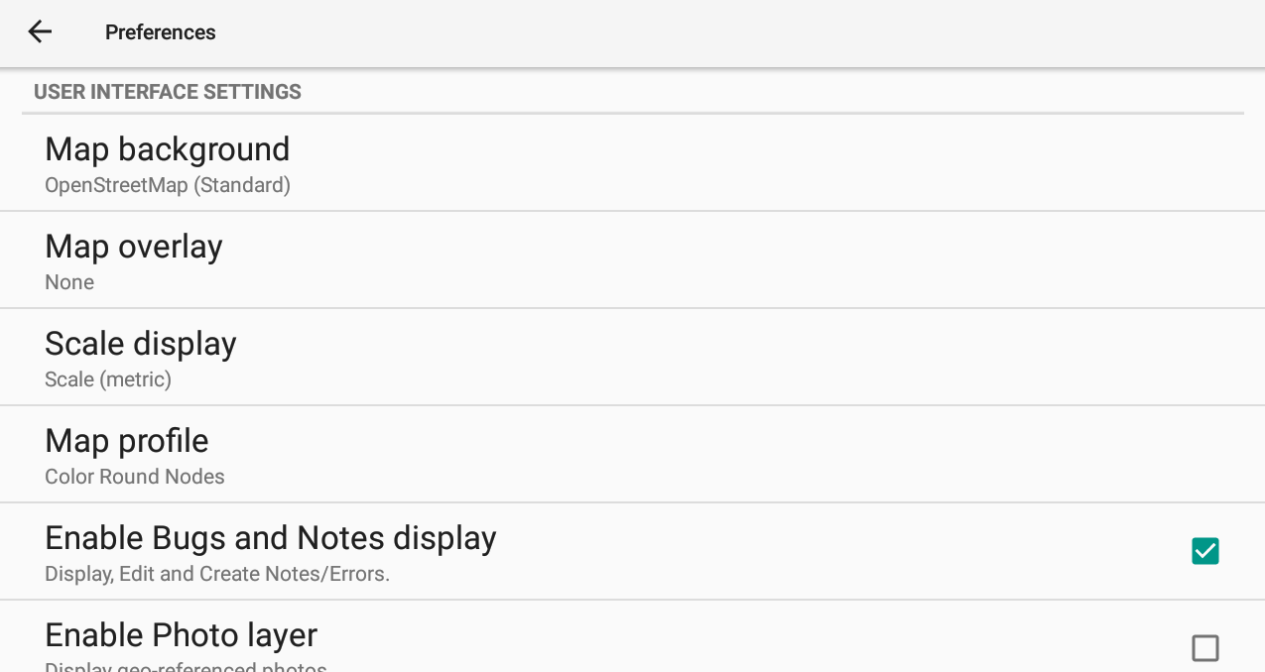 Preferences
USER INTERFACE SETTINGS
Map background
OpenStreetMap (Standard)
Map overlay
None
Scale display
Scale (metric)
Map profile
Color Round Nodes
Enable Bugs and Notes display
Display, Edit and Create Notes/Errors.
Enable Photo layer
Display geo-referenced photos